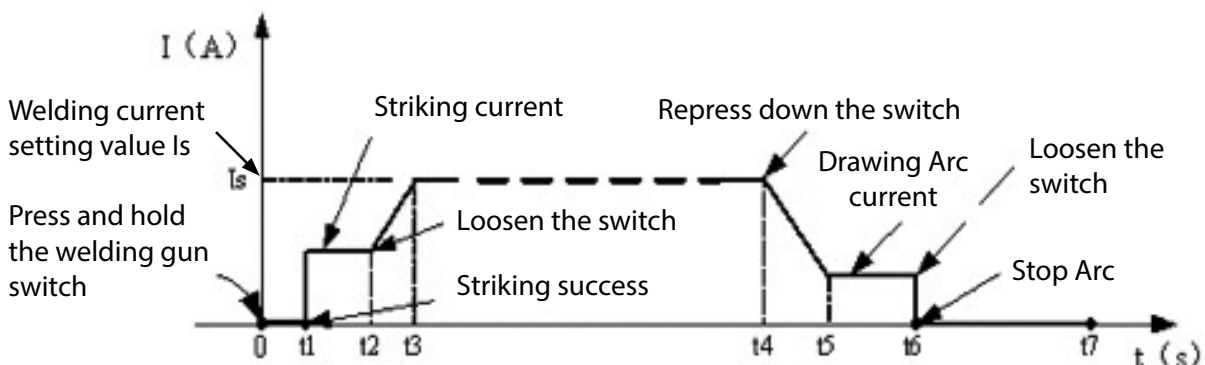 I (A)
Welding current
setting value Is
Striking current
Repress down the switch
Drawing Arc
current
Loosen the
switch
Is
Press and hold
the welding gun
switch
Loosen the switch
Striking success
Stop Arc
0 t1 t2 t3 t4 t5 t6 t7 t (s)